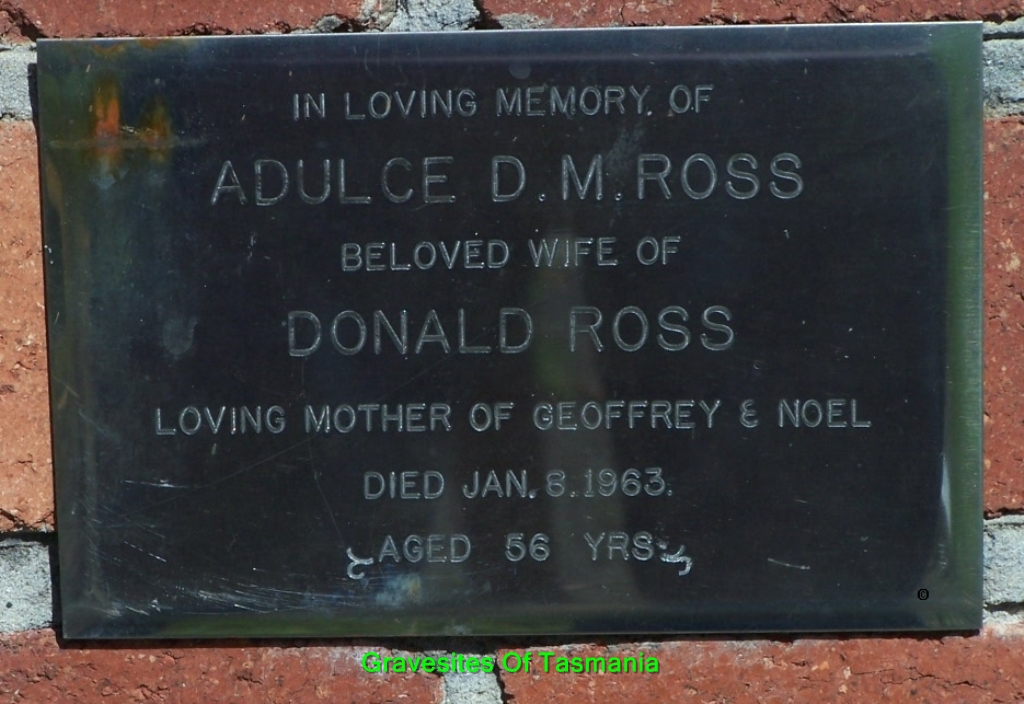 IN LOVING MEMORY OF
ADULCE D.M. ROSS
BELOVED WIFE OF
DONALD ROSS
LOVING MOTHER OF GEOFFREY & NOEL
DIED JAN. 8. 1963.
AGED 56 YRS.
©
Gravesites Of Tasmania